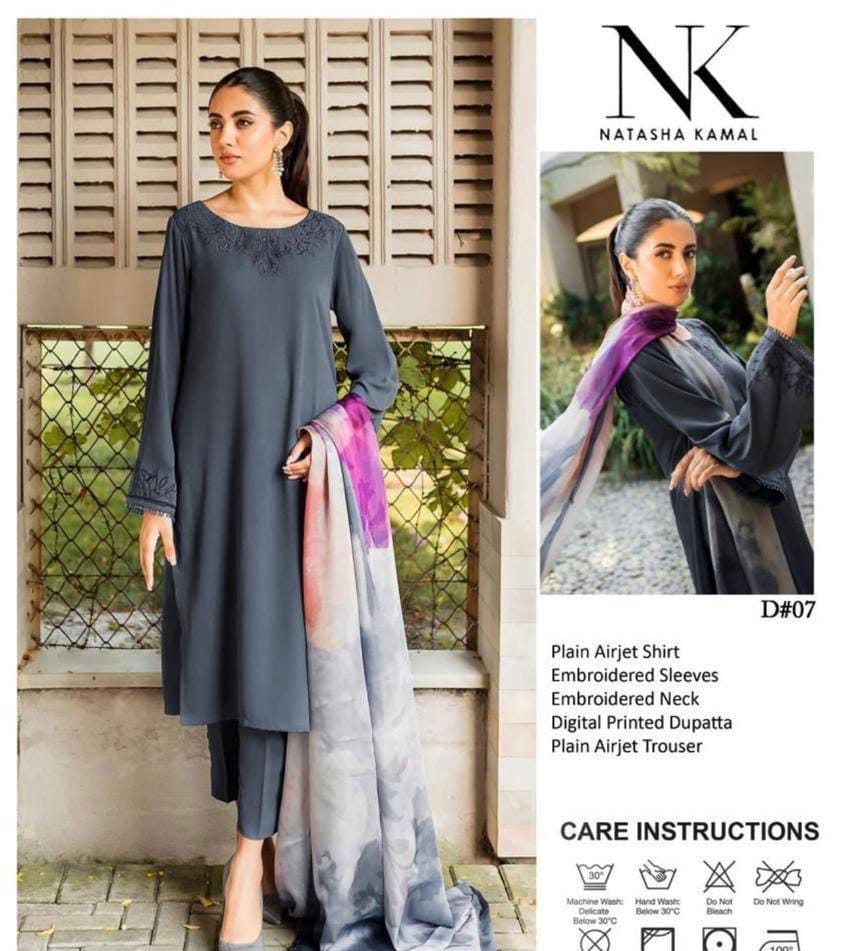 NK
NATASHA KAMAL
D#07
Plain Airjet Shirt
Embroidered Sleeves
Embroidered Neck
Digital Printed Dupatta
Plain Airjet Trouser
CARE INSTRUCTIONS
30°
Machine Wash:
Delicate
Below 30°C
Hand Wash:
Below 30°C
Do Not
Bleach
Do Not Wring